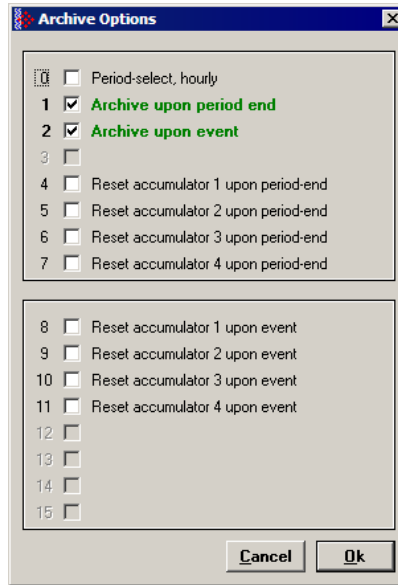 Archive Options
0 Period-select, hourly
1 Archive upon period end
2 Archive upon event
3
4 Reset accumulator 1 upon period-end
5 Reset accumulator 2 upon period-end
6 Reset accumulator 3 upon period-end
7 Reset accumulator 4 upon period-end
8 Reset accumulator 1 upon event
9 Reset accumulator 2 upon event
10 Reset accumulator 3 upon event
11 Reset accumulator 4 upon event
12
13
14
15
Cancel Ok